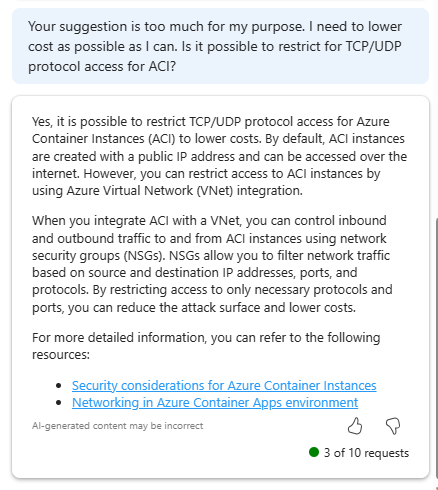 Your suggestion is too much for my purpose. I need to lower
cost as possible as I can. Is it possible to restrict for TCP/UDP
protocol access for ACI?
Yes, it is possible to restrict TCP/UDP protocol access for Azure
Container Instances (ACI) to lower costs. By default, ACI instances
are created with a public IP address and can be accessed over the
internet. However, you can restrict access to ACI instances by
using Azure Virtual Network (VNet) integration.
When you integrate ACI with a VNet, you can control inbound
and outbound traffic to and from ACI instances using network
security groups (NSGs). NSGs allow you to filter network traffic
based on source and destination IP addresses, ports, and
protocols. By restricting access to only necessary protocols and
ports, you can reduce the attack surface and lower costs.
For more detailed information, you can refer to the following
resources:
• Security considerations for Azure Container Instances
• Networking in Azure Container Apps environment
AI-generated content may be incorrect
3 of 10 requests